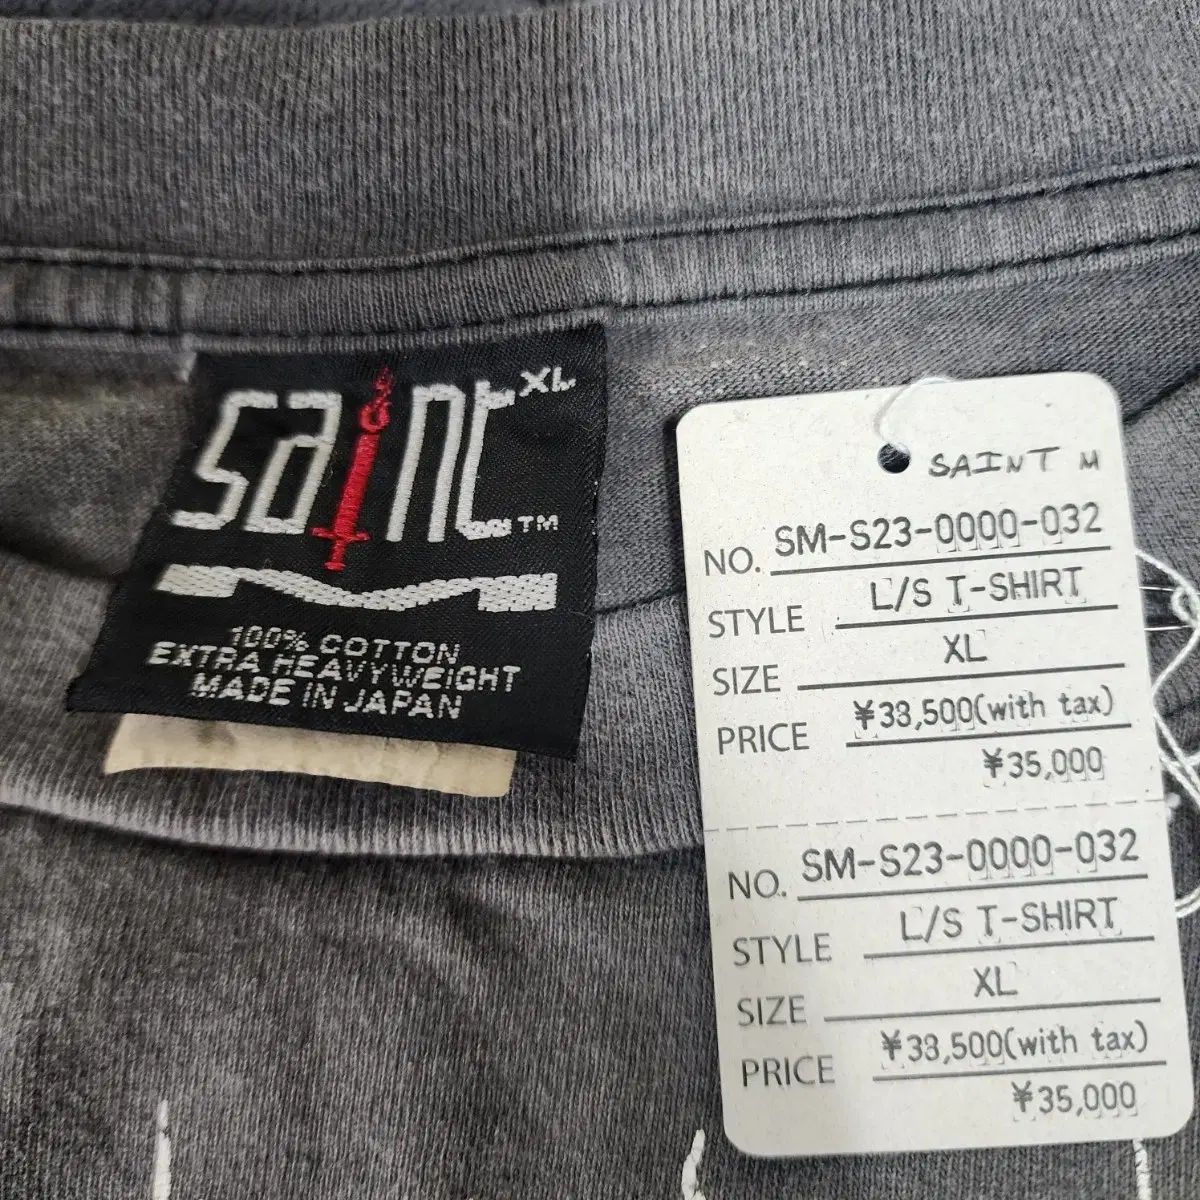 saint XL
TM
100% COTTON
EXTRA HEAVYWEIGHT
MADE IN JAPAN
SAINT M
NO. SM-S23-0000-032
STYLE L/S T-SHIRT
SIZE XL
PRICE ¥38,500(with tax)
¥35,000
NO. SM-S23-0000-032
STYLE L/S T-SHIRT
SIZE XL
PRICE ¥38,500(with tax)
¥35,000